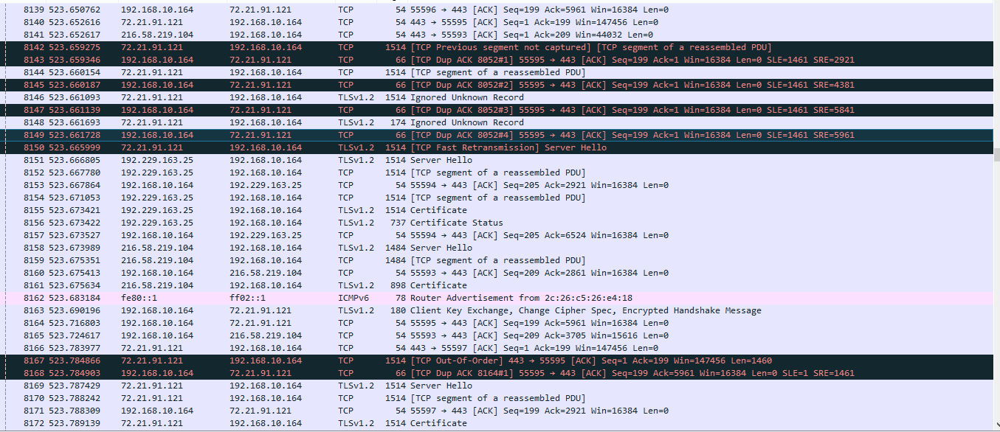 8139 523.650762 192.168.10.164 72.21.91.121 TCP 54 55596 → 443 [ACK] Seq=199 Ack=5961 Win=16384 Len=0
8140 523.652616 72.21.91.121 192.168.10.164 TCP 54 443 → 55595 [ACK] Seq=1 Ack=199 Win=147456 Len=0
8141 523.652617 216.58.219.104 192.168.10.164 TCP 54 443 → 55593 [ACK] Seq=1 Ack=209 Win=44032 Len=0
8142 523.659275 72.21.91.121 192.168.10.164 TCP 1514 [TCP Previous segment not captured] [TCP segment of a reassembled PDU]
8143 523.659346 192.168.10.164 72.21.91.121 TCP 66 [TCP Dup ACK 8052#1] 55595 → 443 [ACK] Seq=199 Ack=1 Win=16384 Len=0 SLE=1461 SRE=2921
8144 523.660154 72.21.91.121 192.168.10.164 TCP 1514 [TCP segment of a reassembled PDU]
8145 523.660187 192.168.10.164 72.21.91.121 TCP 66 [TCP Dup ACK 8052#2] 55595 → 443 [ACK] Seq=199 Ack=1 Win=16384 Len=0 SLE=1461 SRE=4381
8146 523.661093 72.21.91.121 192.168.10.164 TLSv1.2 1514 Ignored Unknown Record
8147 523.661139 192.168.10.164 72.21.91.121 TCP 66 [TCP Dup ACK 8052#3] 55595 → 443 [ACK] Seq=199 Ack=1 Win=16384 Len=0 SLE=1461 SRE=5841
8148 523.661693 72.21.91.121 192.168.10.164 TLSv1.2 174 Ignored Unknown Record
8149 523.661728 192.168.10.164 72.21.91.121 TCP 66 [TCP Dup ACK 8052#4] 55595 → 443 [ACK] Seq=199 Ack=1 Win=16384 Len=0 SLE=1461 SRE=5961
8150 523.665999 72.21.91.121 192.168.10.164 TLSv1.2 1514 [TCP Fast Retransmission] Server Hello
8151 523.666805 192.229.163.25 192.168.10.164 TLSv1.2 1514 Server Hello
8152 523.667780 192.229.163.25 192.168.10.164 TCP 1514 [TCP segment of a reassembled PDU]
8153 523.667864 192.168.10.164 192.229.163.25 TCP 54 55594 → 443 [ACK] Seq=205 Ack=2921 Win=16384 Len=0
8154 523.671053 192.229.163.25 192.168.10.164 TCP 1514 [TCP segment of a reassembled PDU]
8155 523.673421 192.229.163.25 192.168.10.164 TLSv1.2 1514 Certificate
8156 523.673422 192.229.163.25 192.168.10.164 TLSv1.2 737 Certificate Status
8157 523.673527 192.168.10.164 192.229.163.25 TCP 54 55594 → 443 [ACK] Seq=205 Ack=6524 Win=16384 Len=0
8158 523.673989 216.58.219.104 192.168.10.164 TLSv1.2 1484 Server Hello
8159 523.675351 216.58.219.104 192.168.10.164 TCP 1484 [TCP segment of a reassembled PDU]
8160 523.675413 192.168.10.164 216.58.219.104 TCP 54 55593 → 443 [ACK] Seq=209 Ack=2861 Win=16384 Len=0
8161 523.675634 216.58.219.104 192.168.10.164 TLSv1.2 898 Certificate
8162 523.683184 fe80::1 ff02::1 ICMPv6 78 Router Advertisement from 2c:26:c5:26:e4:18
8163 523.690196 192.168.10.164 72.21.91.121 TLSv1.2 180 Client Key Exchange, Change Cipher Spec, Encrypted Handshake Message
8164 523.716803 192.168.10.164 72.21.91.121 TCP 54 55595 → 443 [ACK] Seq=199 Ack=5961 Win=16384 Len=0
8165 523.724617 192.168.10.164 216.58.219.104 TCP 54 55593 → 443 [ACK] Seq=209 Ack=3705 Win=15616 Len=0
8166 523.783977 72.21.91.121 192.168.10.164 TCP 54 443 → 55597 [ACK] Seq=1 Ack=199 Win=147456 Len=0
8167 523.784866 72.21.91.121 192.168.10.164 TCP 1514 [TCP Out-Of-Order] 443 → 55595 [ACK] Seq=1 Ack=199 Win=147456 Len=1460
8168 523.784903 192.168.10.164 72.21.91.121 TCP 66 [TCP Dup ACK 8164#1] 55595 → 443 [ACK] Seq=199 Ack=5961 Win=16384 Len=0 SLE=1 SRE=1461
8169 523.787429 72.21.91.121 192.168.10.164 TLSv1.2 1514 Server Hello
8170 523.788242 72.21.91.121 192.168.10.164 TCP 1514 [TCP segment of a reassembled PDU]
8171 523.788309 192.168.10.164 72.21.91.121 TCP 54 55597 → 443 [ACK] Seq=199 Ack=2921 Win=16384 Len=0
8172 523.789139 72.21.91.121 192.168.10.164 TLSv1.2 1514 Certificate